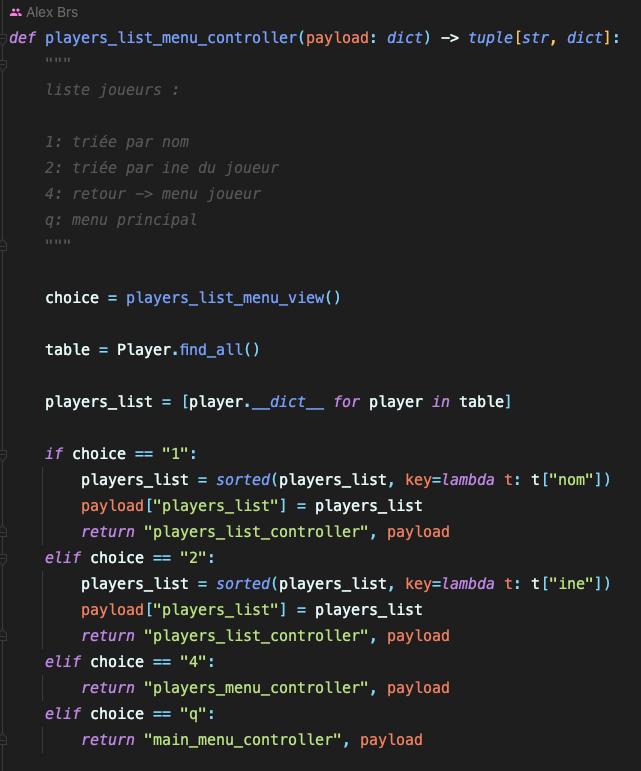 Alex Brs
def players_list_menu_controller(payload: dict) -> tuple[str, dict]:
    """
    liste joueurs :

    1: triée par nom
    2: triée par ine du joueur
    4: retour -> menu joueur
    q: menu principal
    """

    choice = players_list_menu_view()

    table = Player.find_all()

    players_list = [player.__dict__ for player in table]

    if choice == "1":
        players_list = sorted(players_list, key=lambda t: t["nom"])
        payload["players_list"] = players_list
        return "players_list_controller", payload
    elif choice == "2":
        players_list = sorted(players_list, key=lambda t: t["ine"])
        payload["players_list"] = players_list
        return "players_list_controller", payload
    elif choice == "4":
        return "players_menu_controller", payload
    elif choice == "q":
        return "main_menu_controller", payload